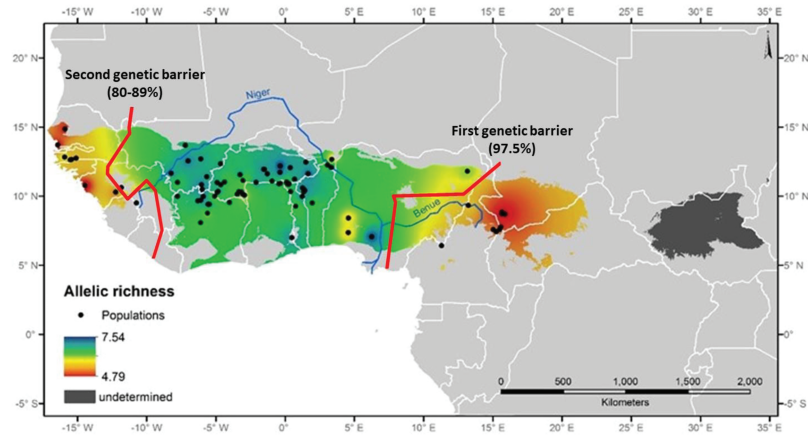 -15° W -10° W -5° W 0° 5° E 10° E 15° E 20° E 25° E 30° E 35° E
20° N
15° N
10° N
5° N
0°
-5° S
Second genetic barrier
(80-89%)
Niger
First genetic barrier
(97.5%)
Benue
20° N
15° N
10° N
5° N
0°
-5° S
Allelic richness
Populations
7.54
4.79
undetermined
0 500 1,000 1,500 2,000
Kilometers
-15° W -10° W -5° W 0° 5° E 10° E 15° E 20° E 25° E 30° E 35° E